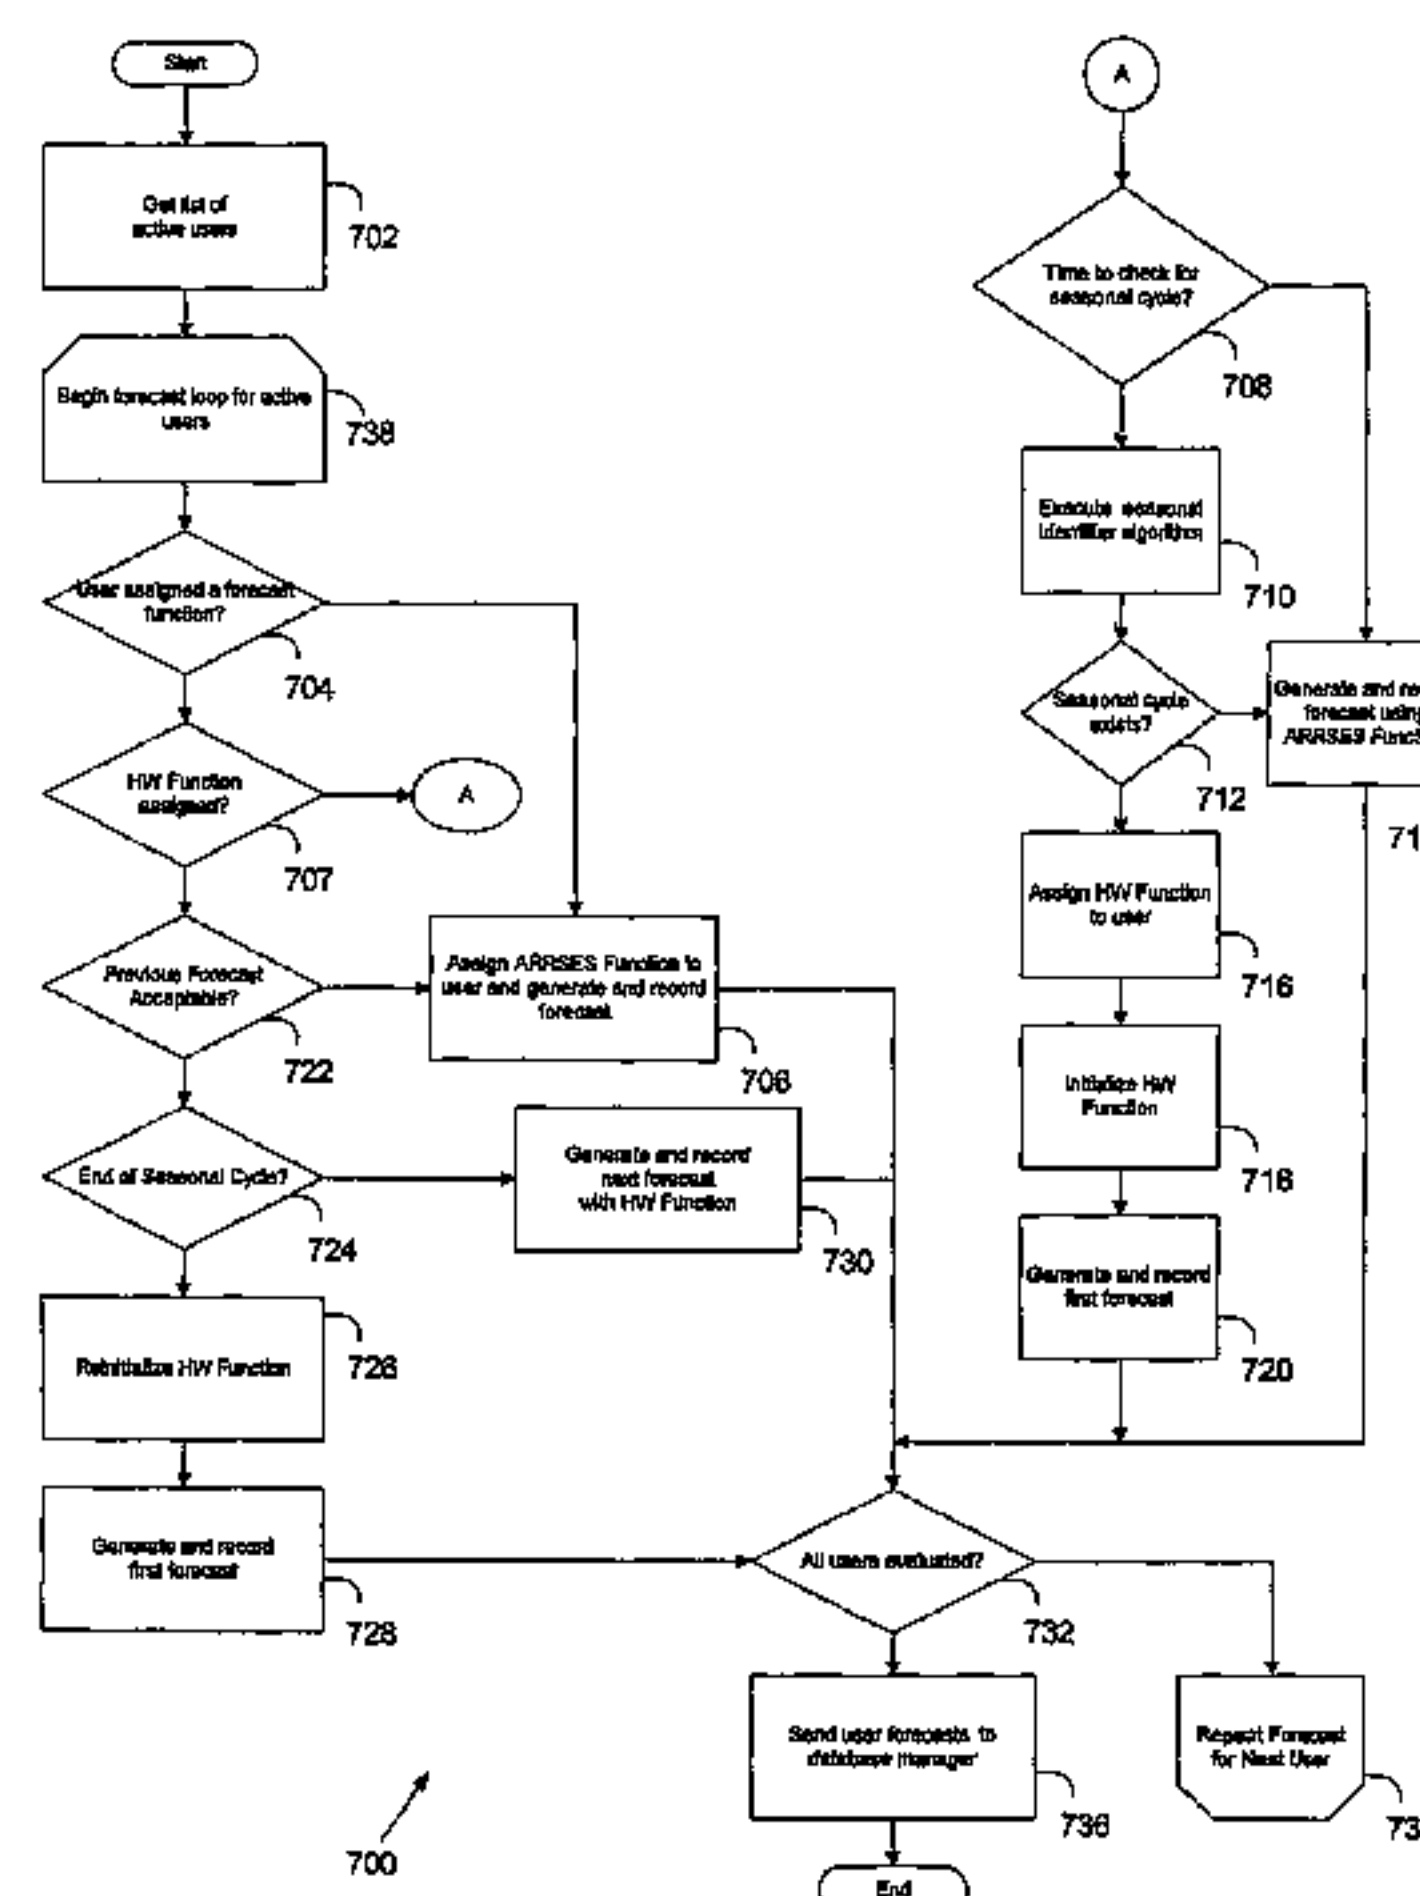 Start
Get list of
active users
702
Begin forecast loop for active
users
738
User assigned a forecast
function?
704
HW Function
assigned?
707
A
Previous Forecast
Acceptable?
722
Assign ARRSES Function to
user and generate and record
forecast
706
End of Seasonal Cycle?
724
Generate and record
next forecast
with HW Function
730
Reinitialize HW Function
726
Generate and record
first forecast
728
A
Time to check for
seasonal cycle?
708
Execute seasonal
identifier algorithm
710
Seasonal cycle
exists?
712
Generate and
forecast using
ARRSES
Assign HW Function
to user
716
Initialize HW
Function
718
Generate and record
first forecast
720
All users evaluated?
732
Send user forecasts to
database manager
736
Repeat Forecast
for Next User
End
700